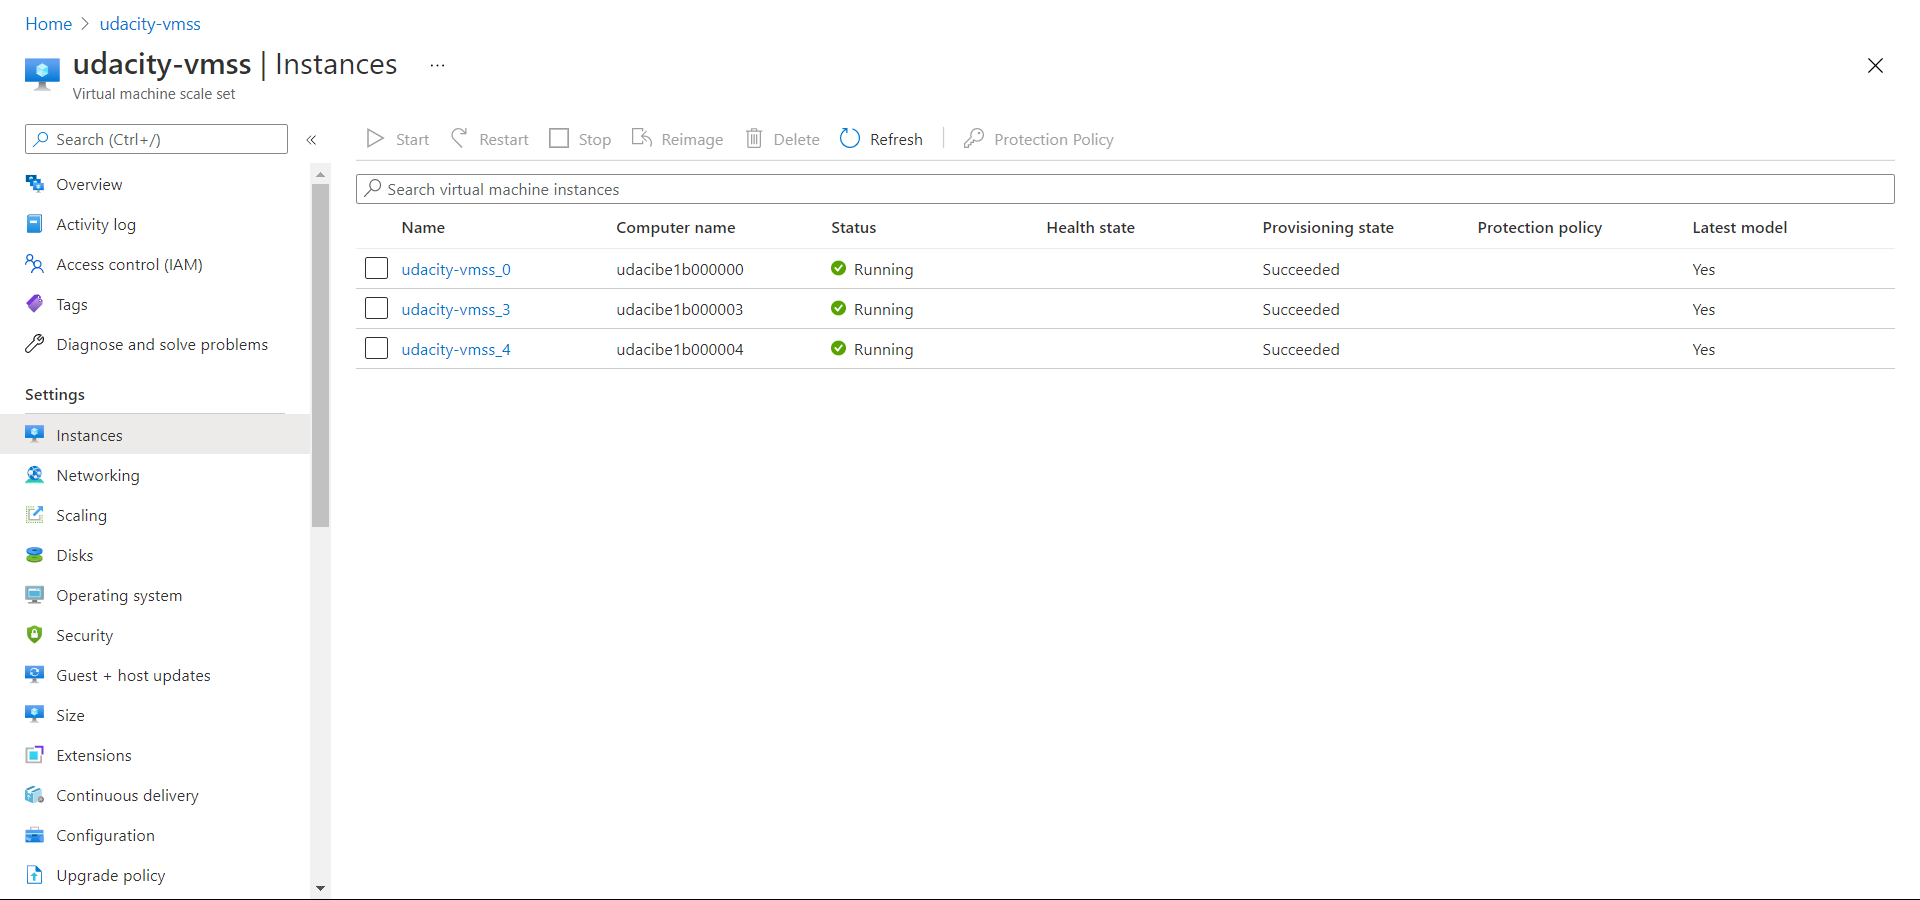 Home > udacity-vmss
udacity-vmss | Instances ...
Virtual machine scale set
Search (Ctrl+/) «
Overview
Activity log
Access control (IAM)
Tags
Diagnose and solve problems
Settings
Instances
Networking
Scaling
Disks
Operating system
Security
Guest + host updates
Size
Extensions
Continuous delivery
Configuration
Upgrade policy
Start Restart Stop Reimage Delete Refresh Protection Policy
Search virtual machine instances
Name Computer name Status Health state Provisioning state Protection policy Latest model
udacity-vmss_0 udacibe1b000000 Running Succeeded Yes
udacity-vmss_3 udacibe1b000003 Running Succeeded Yes
udacity-vmss_4 udacibe1b000004 Running Succeeded Yes